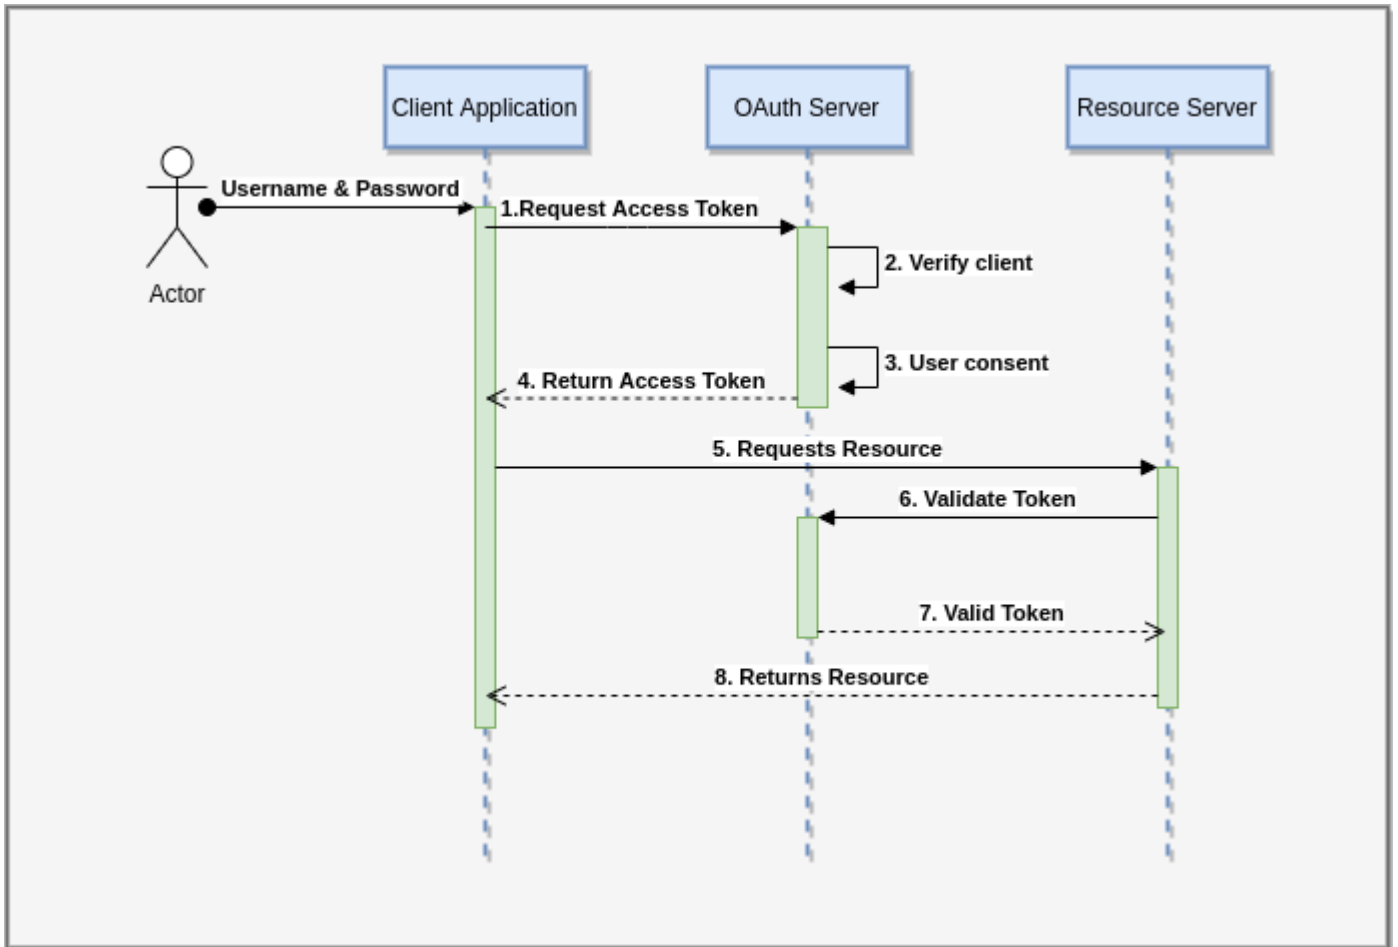 Client Application
OAuth Server
Resource Server
Username & Password
1.Request Access Token
2. Verify client
Actor
3. User consent
4. Return Access Token
5. Requests Resource
6. Validate Token
7. Valid Token
8. Returns Resource